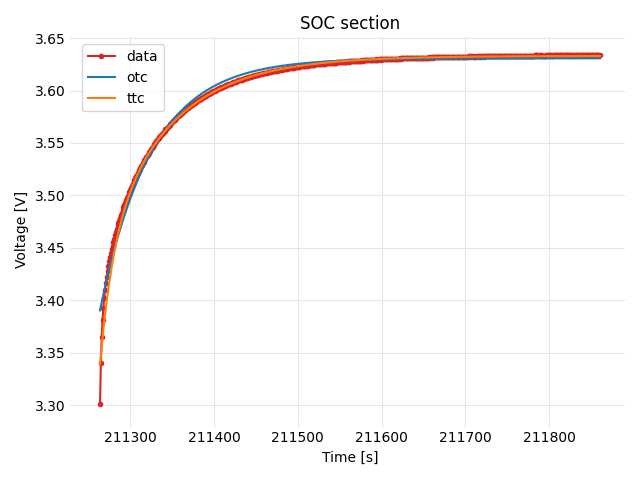 SOC section
3.65
3.60
3.55
3.50
3.45
3.40
3.35
3.30
Voltage [V]
data
otc
ttc
211300 211400 211500 211600 211700 211800
Time [s]